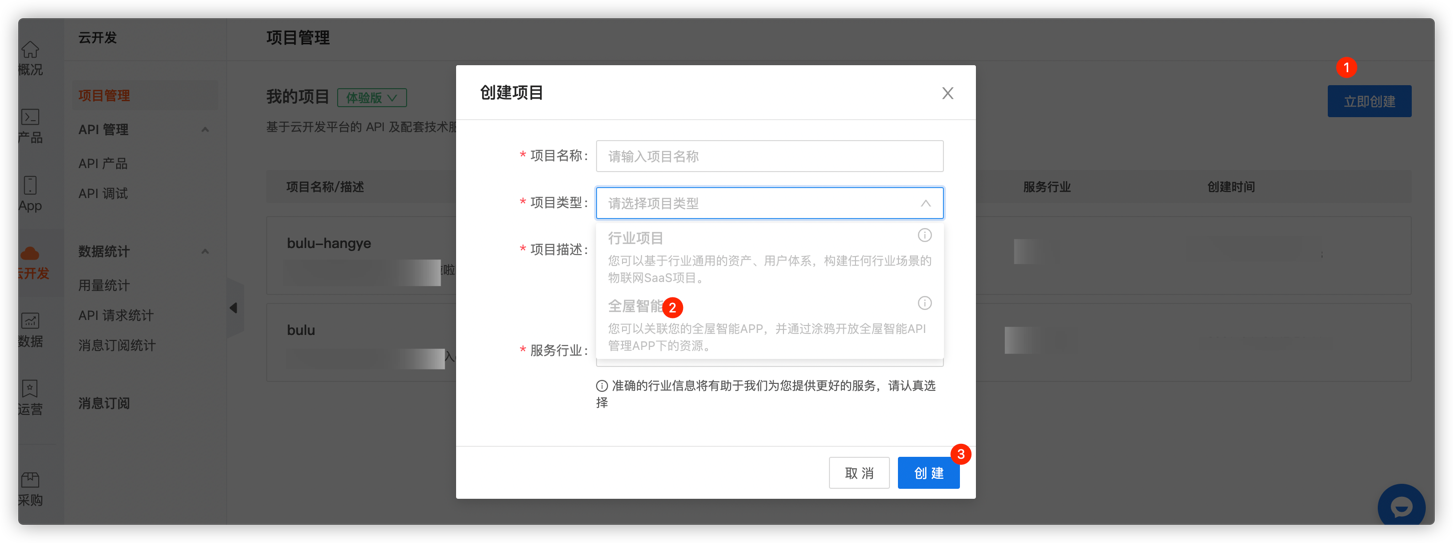 概况
产品
App
云开发
数据
运营
采购
云开发
项目管理
API 管理
API 产品
API 调试
数据统计
用量统计
API 请求统计
消息订阅统计
消息订阅
项目管理
我的项目
体验版
基于云开发平台的 API 及配套技术服
1
立即创建
项目名称/描述
服务行业
创建时间
bulu-hangye
啦
bulu
入
创建项目
* 项目名称:
请输入项目名称
* 项目类型:
请选择项目类型
* 项目描述:
行业项目
您可以基于行业通用的资产、用户体系，构建任何行业场景的
物联网SaaS项目。
全屋智能
2
您可以关联您的全屋智能APP，并通过涂鸦开放全屋智能API
管理APP下的资源。
* 服务行业:
准确的行业信息将有助于我们为您提供更好的服务，请认真选
择
3
取 消
创 建